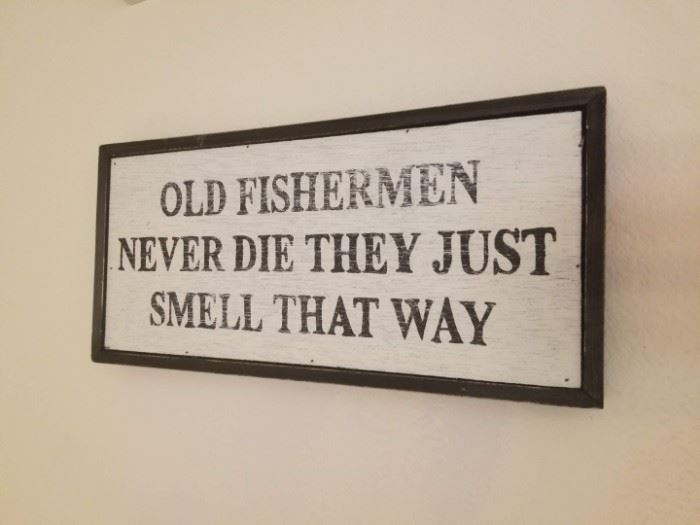 OLD FISHERMEN
NEVER DIE THEY JUST
SMELL THAT WAY